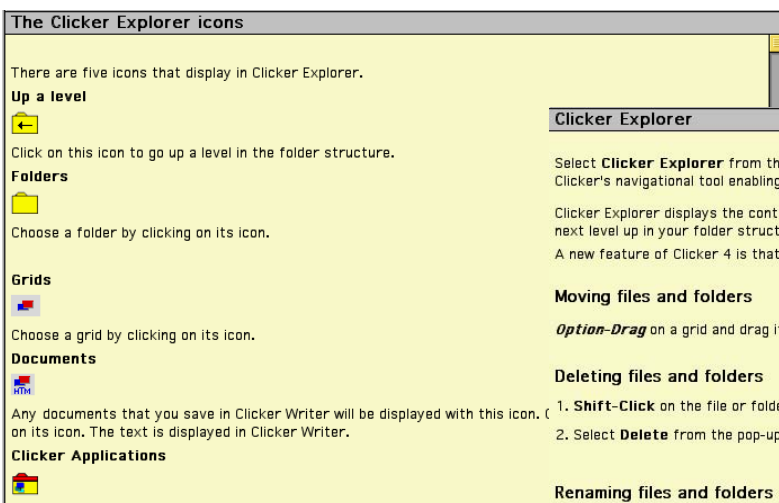 The Clicker Explorer icons
There are five icons that display in Clicker Explorer.
Up a level
Click on this icon to go up a level in the folder structure.
Folders
Choose a folder by clicking on its icon.
Grids
Choose a grid by clicking on its icon.
Documents
HTM
Any documents that you save in Clicker Writer will be displayed with this icon.
on its icon. The text is displayed in Clicker Writer.
Clicker Applications
Clicker Explorer
Select Clicker Explorer from
Clicker's navigational tool enabling
Clicker Explorer displays the
next level up in your folder
A new feature of Clicker 4 is that
Moving files and folders
Option-Drag on a grid and drag
Deleting files and folders
1. Shift-Click on the file or
2. Select Delete from the
Renaming files and folders